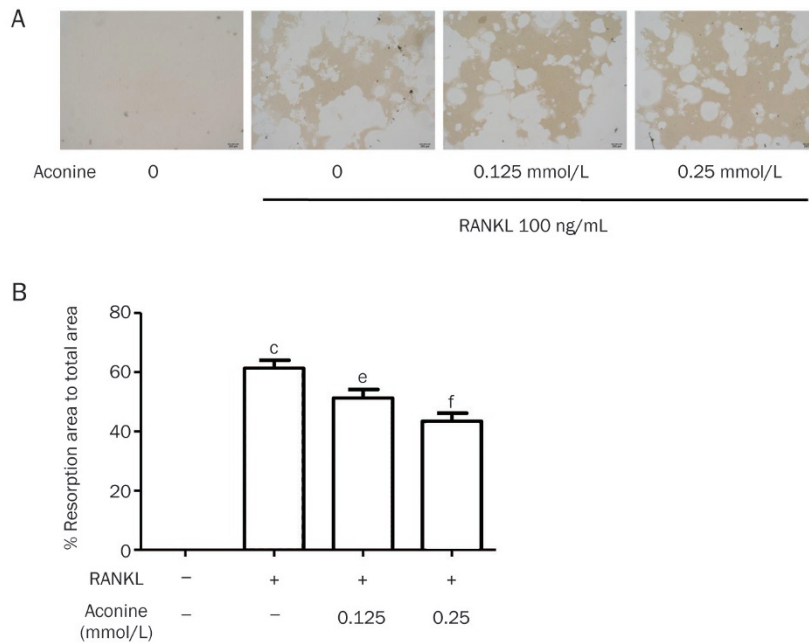 A
Aconine 0 0 0.125 mmol/L 0.25 mmol/L
RANKL 100 ng/mL
B
% Resorption area to total area
80
60
40
20
0
c
e
f
RANKL – + + +
Aconine – – 0.125 0.25
(mmol/L)